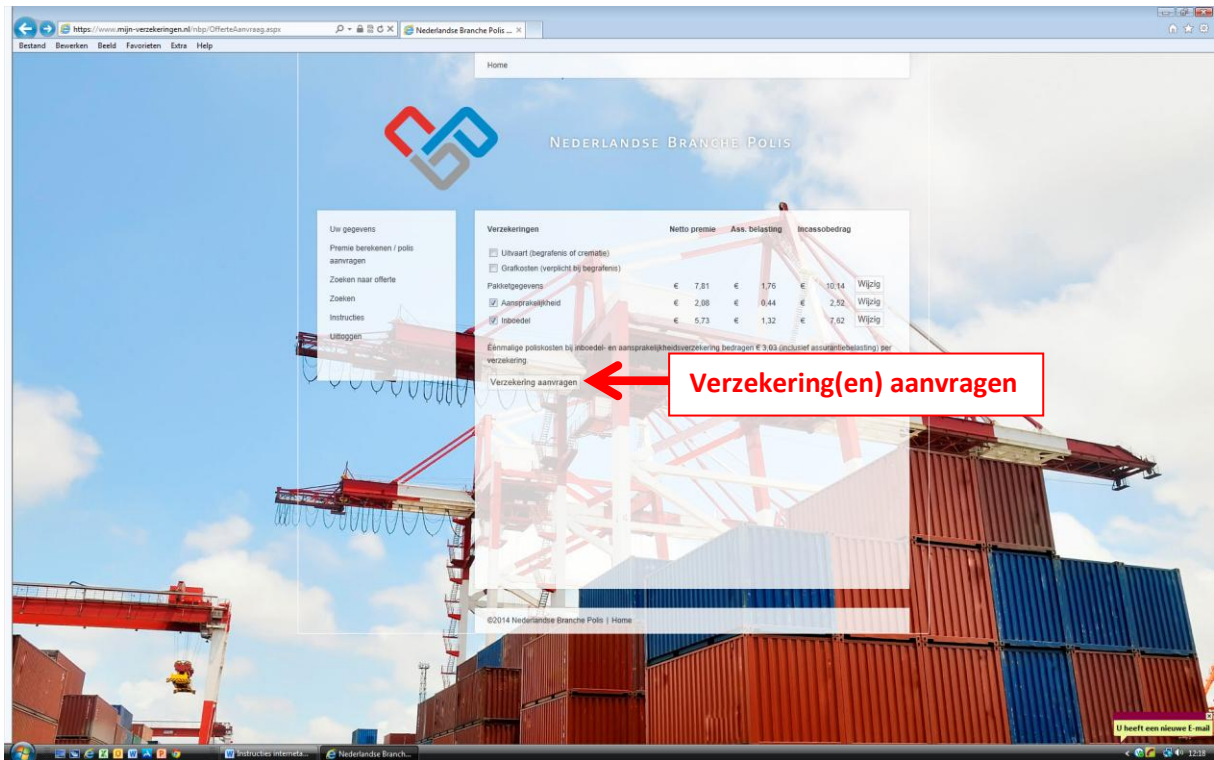 https://www.mijn-verzekeringen.nl/nbp/OfferteAanvraag.aspx
Nederlandse Branche Polis ...
Bestand Bewerken Beeld Favorieten Extra Help
Home
NEDERLANDSE BRANCHE POLIS
Uw gegevens
Premie berekenen / polis
aanvragen
Zoeken naar offerte
Zoeken
Instructies
Uitloggen
Verzekeringen Netto premie Ass. belasting Incassobedrag
Uitvaart (begrafenis of crematie)
Grafkosten (verplicht bij begrafenis)
Pakketgegevens € 7,81 € 1,76 € 10,14 Wijzig
Aansprakelijkheid € 2,08 € 0,44 € 2,52 Wijzig
Inboedel € 5,73 € 1,32 € 7,62 Wijzig
Éénmalige poliskosten bij inboedel- en aansprakelijkheidsverzekering bedragen € 3,03 (inclusief assurantiebelasting) per
verzekering.
Verzekering aanvragen
Verzekering(en) aanvragen
©2014 Nederlandse Branche Polis | Home
U heeft een nieuwe E-mail
Instructies interneta...
Nederlandse Branch...
12:18